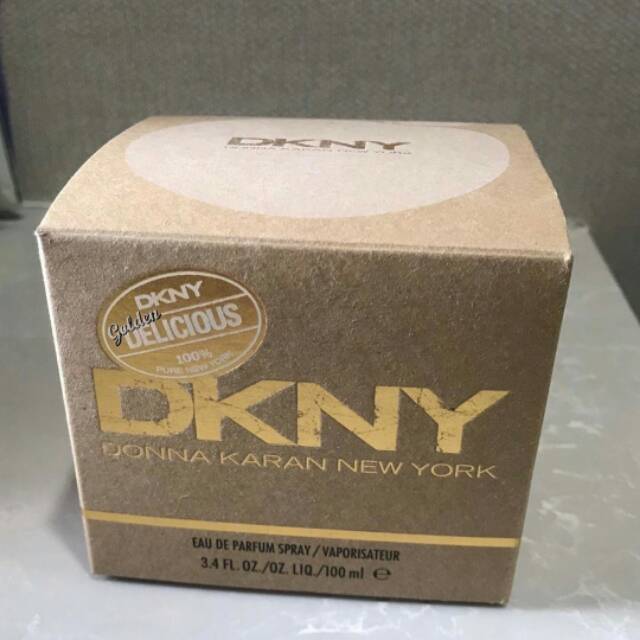 DKNY
DONNA KARAN NEW YORK
DKNY
Golden
DELICIOUS
100%
PURE NEW YORK
DKNY
DONNA KARAN NEW YORK
EAU DE PARFUM SPRAY/VAPORISATEUR
3.4 FL. OZ./OZ. LIQ./100 ml ℮